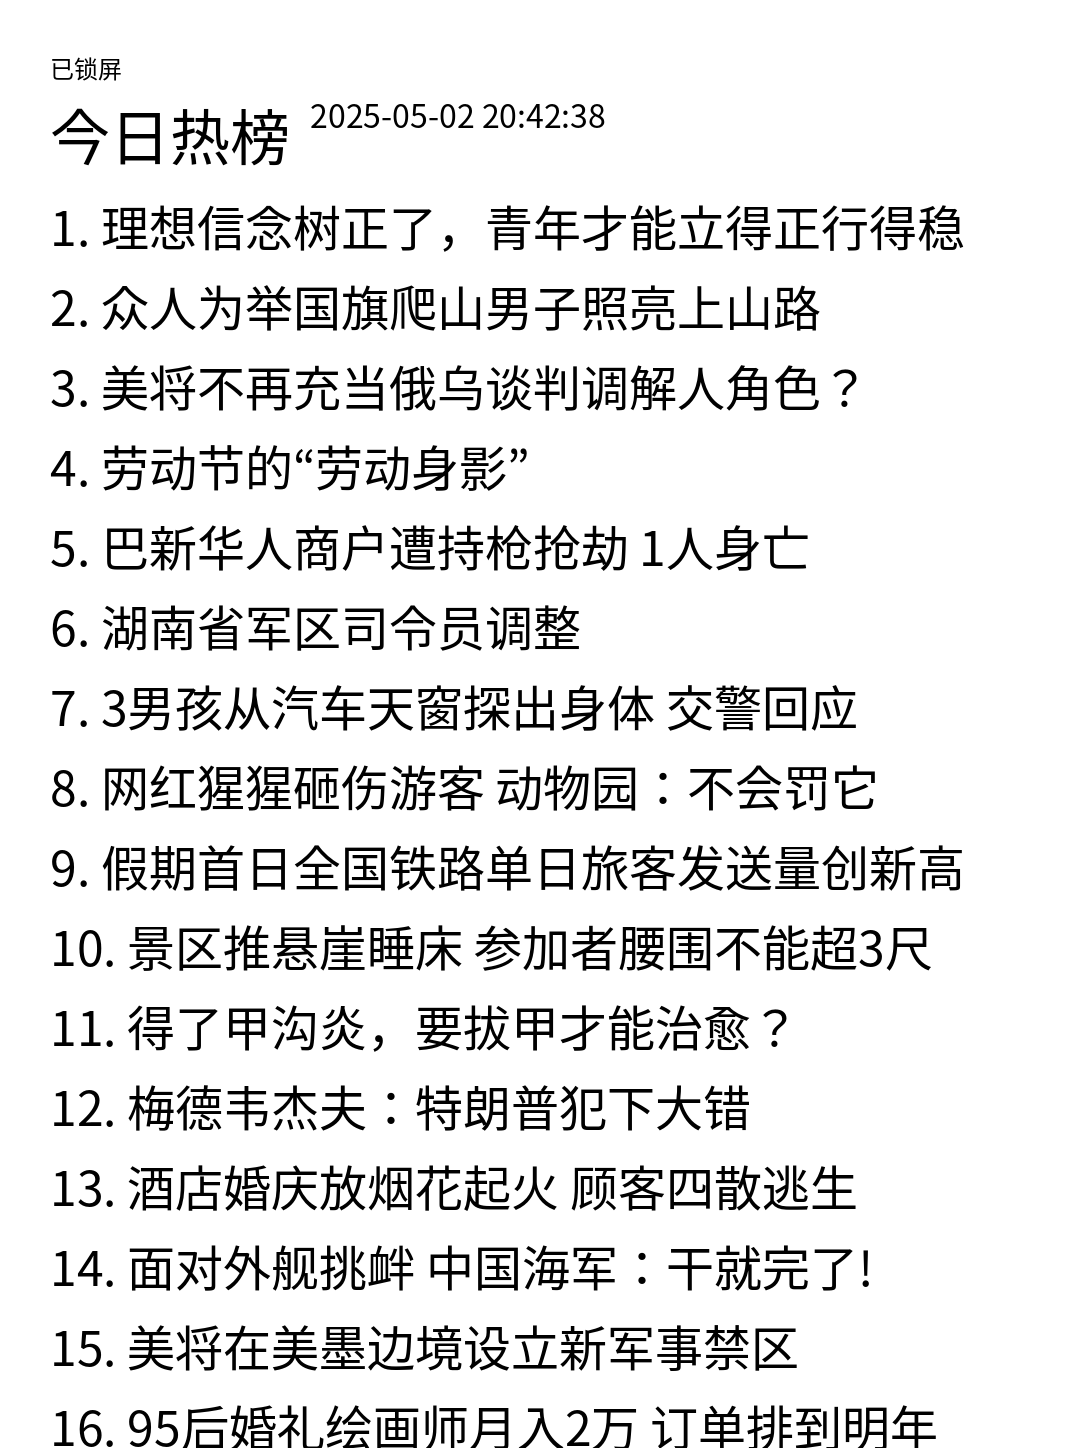 已锁屏
今日热榜 2025-05-02 20:42:38
1. 理想信念树正了，青年才能立得正行得稳
2. 众人为举国旗爬山男子照亮上山路
3. 美将不再充当俄乌谈判调解人角色？
4. 劳动节的“劳动身影”
5. 巴新华人商户遭持枪抢劫 1人身亡
6. 湖南省军区司令员调整
7. 3男孩从汽车天窗探出身体 交警回应
8. 网红猩猩砸伤游客 动物园：不会罚它
9. 假期首日全国铁路单日旅客发送量创新高
10. 景区推悬崖睡床 参加者腰围不能超3尺
11. 得了甲沟炎，要拔甲才能治愈？
12. 梅德韦杰夫：特朗普犯下大错
13. 酒店婚庆放烟花起火 顾客四散逃生
14. 面对外舰挑衅 中国海军：干就完了!
15. 美将在美墨边境设立新军事禁区
16. 95后婚礼绘画师月入2万 订单排到明年